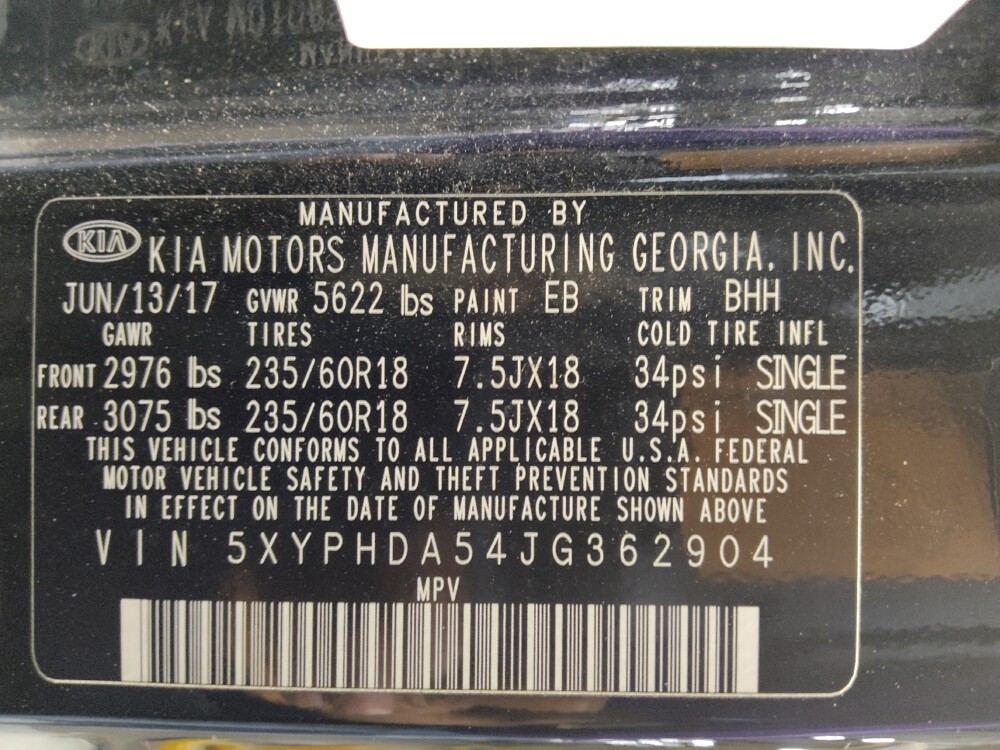 MANUFACTURED BY
KIA KIA MOTORS MANUFACTURING GEORGIA, INC.
JUN/13/17 GVWR 5622 lbs PAINT EB TRIM BHH
GAWR TIRES RIMS COLD TIRE INFL
FRONT 2976 lbs 235/60R18 7.5JX18 34psi SINGLE
REAR 3075 lbs 235/60R18 7.5JX18 34psi SINGLE
THIS VEHICLE CONFORMS TO ALL APPLICABLE U.S.A. FEDERAL
MOTOR VEHICLE SAFETY AND THEFT PREVENTION STANDARDS
IN EFFECT ON THE DATE OF MANUFACTURE SHOWN ABOVE
VIN 5XYPHDA54JG362904
MPV